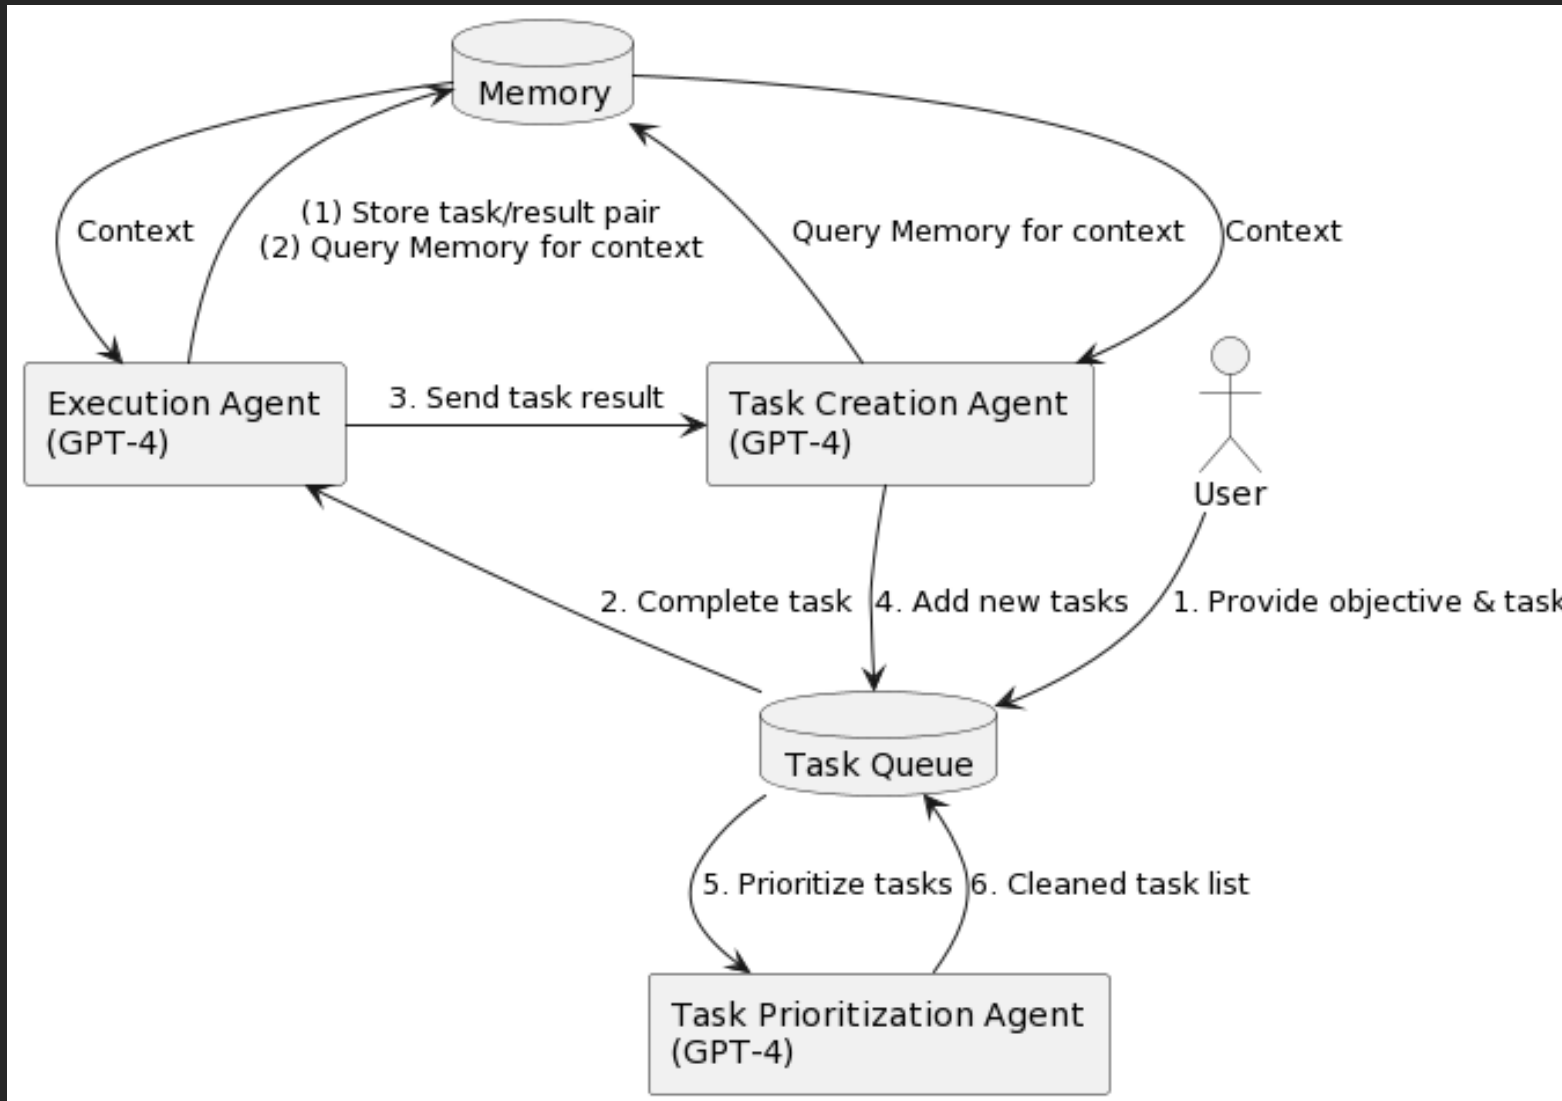 Memory
(1) Store task/result pair
Context
(2) Query Memory for context
Query Memory for context
Context
Execution Agent
(GPT-4)
3. Send task result
Task Creation Agent
(GPT-4)
User
2. Complete task
4. Add new tasks
1. Provide objective & task
Task Queue
5. Prioritize tasks
6. Cleaned task list
Task Prioritization Agent
(GPT-4)